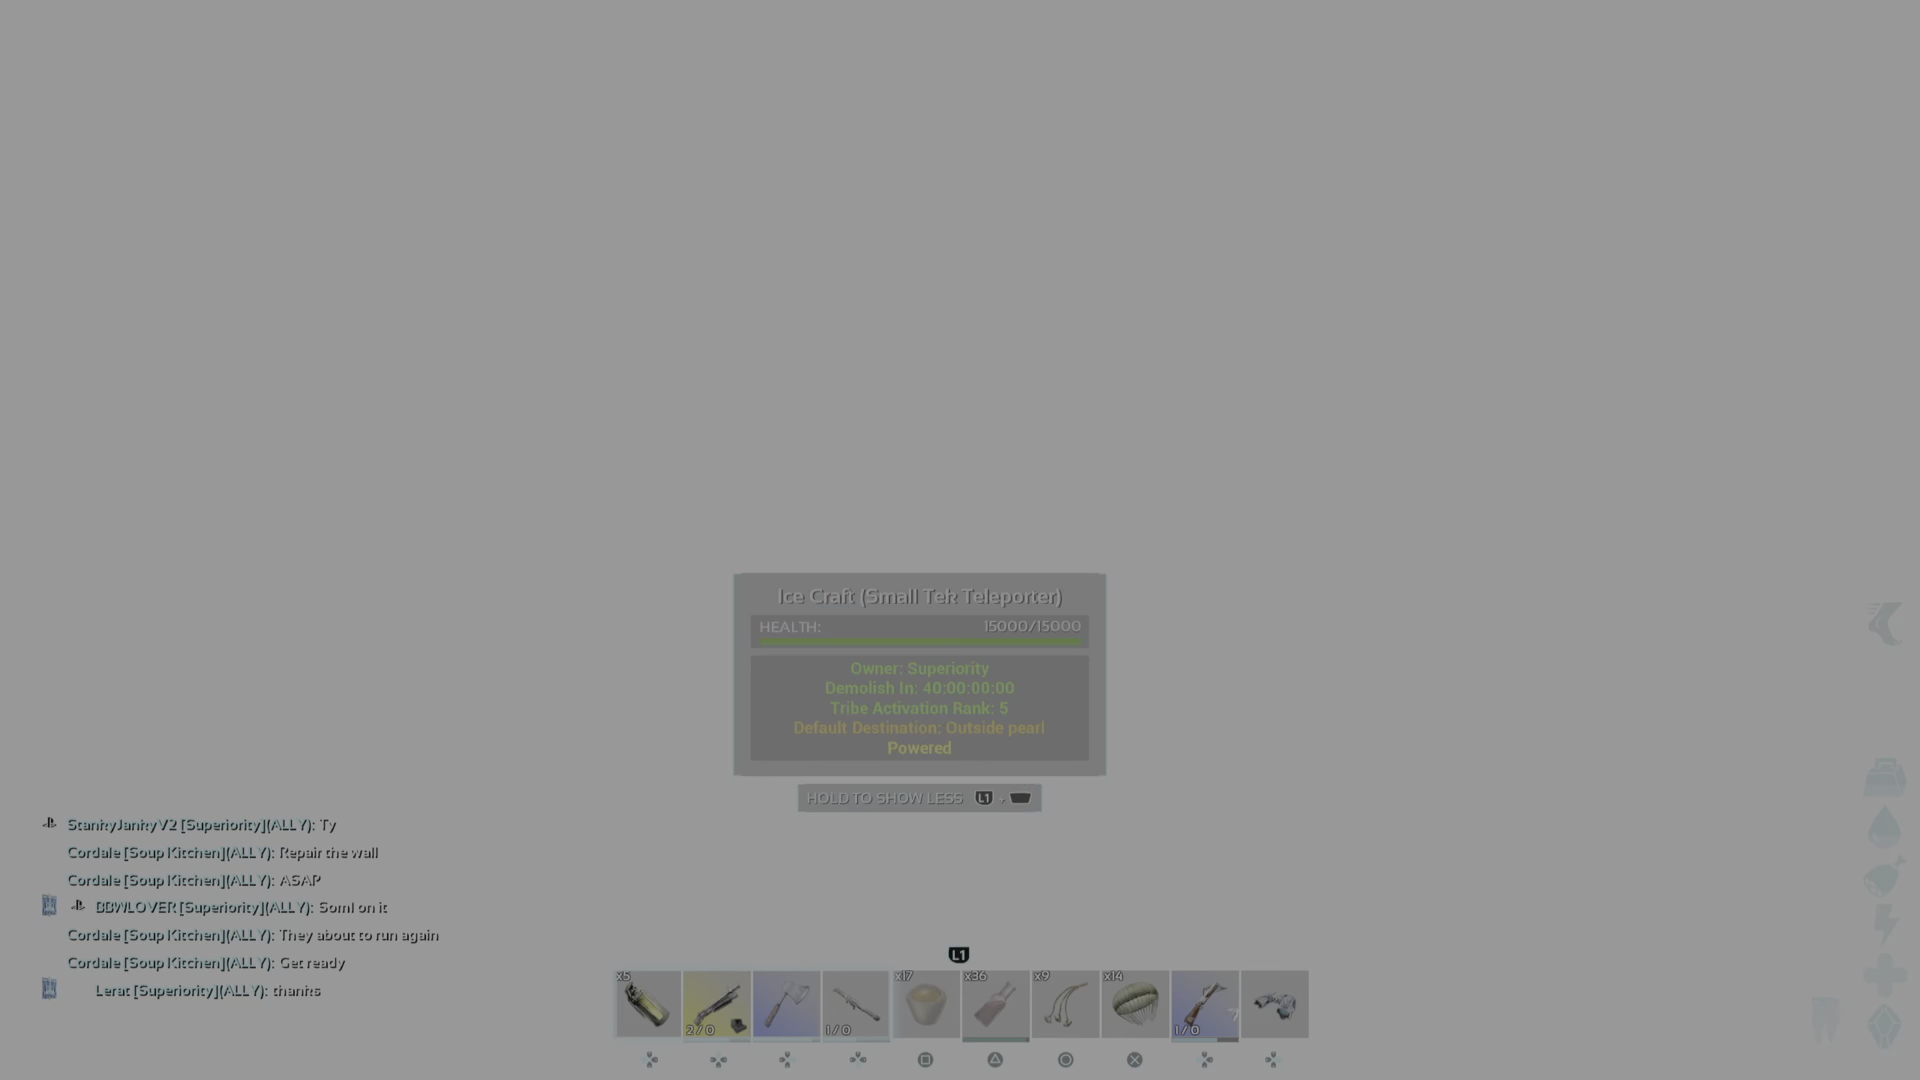 Ice Craft (Small Tek Teleporter)
HEALTH: 15000/15000
Owner: Superiority
Demolish In: 40:00:00:00
Tribe Activation Rank: 5
Default Destination: Outside pearl
Powered
HOLD TO SHOW LESS L1 +
StankyJankyV2 [Superiority](ALLY): Ty
Cordale [Soup Kitchen](ALLY): Repair the wall
Cordale [Soup Kitchen](ALLY): ASAP
BBWLOVER [Superiority](ALLY): Soml on it
Cordale [Soup Kitchen](ALLY): They about to run again
Cordale [Soup Kitchen](ALLY): Get ready
Lerat [Superiority](ALLY): thanks
L1
x5 x17 x36 x9 x14
2/0 1/0 1/0